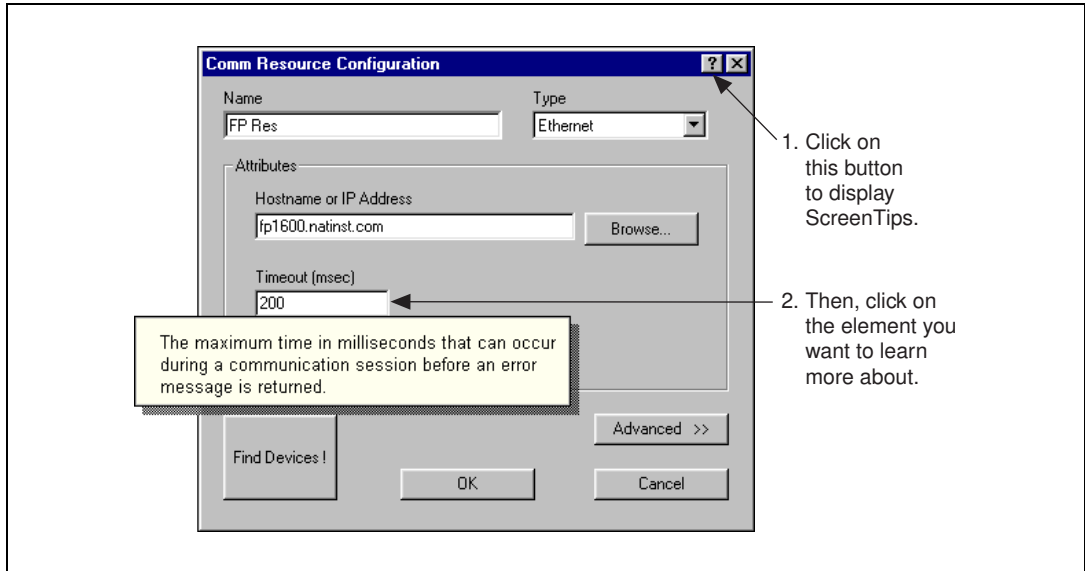 Comm Resource Configuration
?
Name
Type
FP Res
Ethernet
1. Click on
this button
to display
ScreenTips.
Attributes
Hostname or IP Address
fp1600.natinst.com
Browse...
Timeout (msec)
200
2. Then, click on
the element you
want to learn
more about.
The maximum time in milliseconds that can occur
during a communication session before an error
message is returned.
Advanced >>
Find Devices !
OK
Cancel